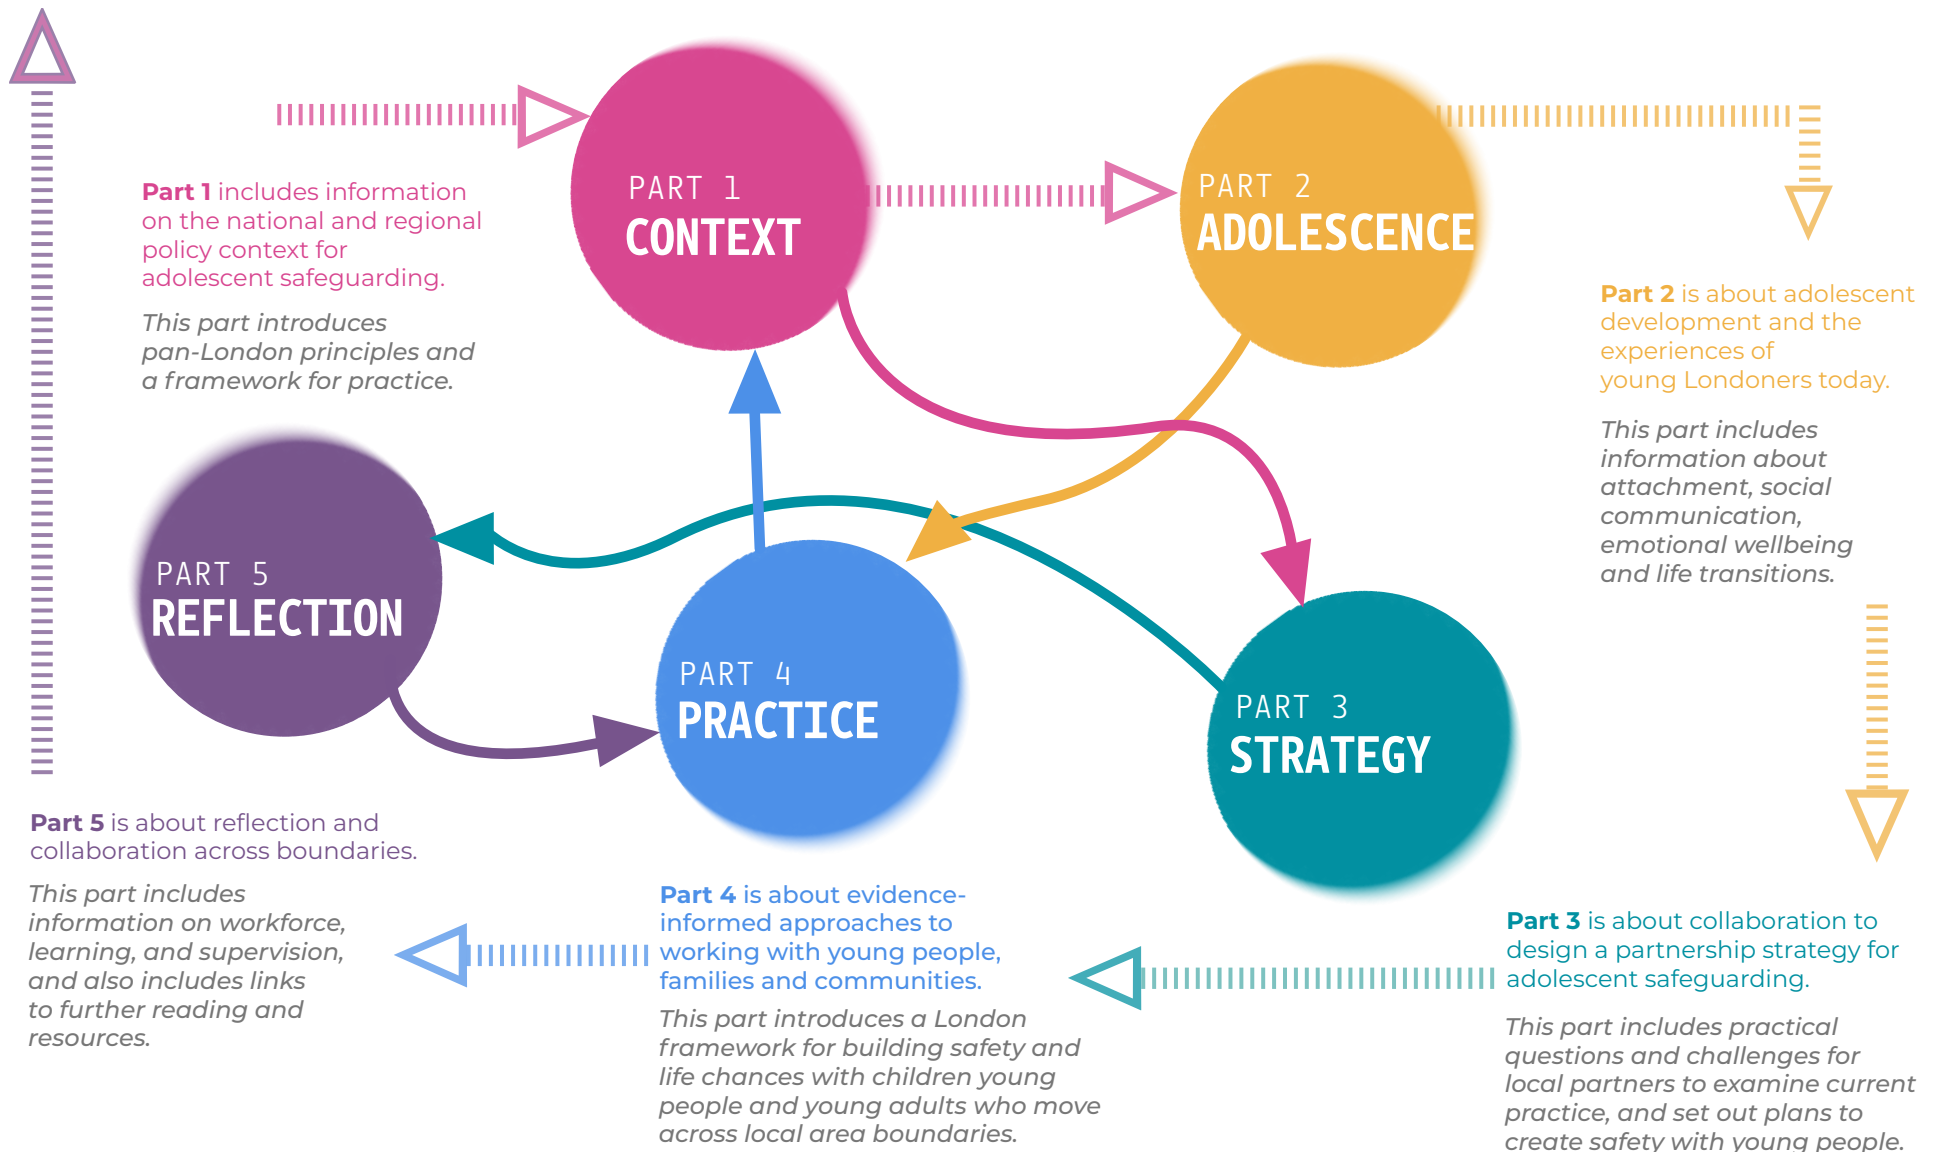 PART 1
CONTEXT
PART 2
ADOLESCENCE
Part 1 includes information
on the national and regional
policy context for
adolescent safeguarding.
This part introduces
pan-London principles and
a framework for practice.
Part 2 is about adolescent
development and the
experiences of
young Londoners today.
This part includes
information about
attachment, social
communication,
emotional wellbeing
and life transitions.
PART 5
REFLECTION
PART 4
PRACTICE
PART 3
STRATEGY
Part 5 is about reflection and
collaboration across boundaries.
This part includes
information on workforce,
learning, and supervision,
and also includes links
to further reading and
resources.
Part 4 is about evidence-
informed approaches to
working with young people,
families and communities.
This part introduces a London
framework for building safety and
life chances with children young
people and young adults who move
across local area boundaries.
Part 3 is about collaboration to
design a partnership strategy for
adolescent safeguarding.
This part includes practical
questions and challenges for
local partners to examine current
practice, and set out plans to
create safety with young people.